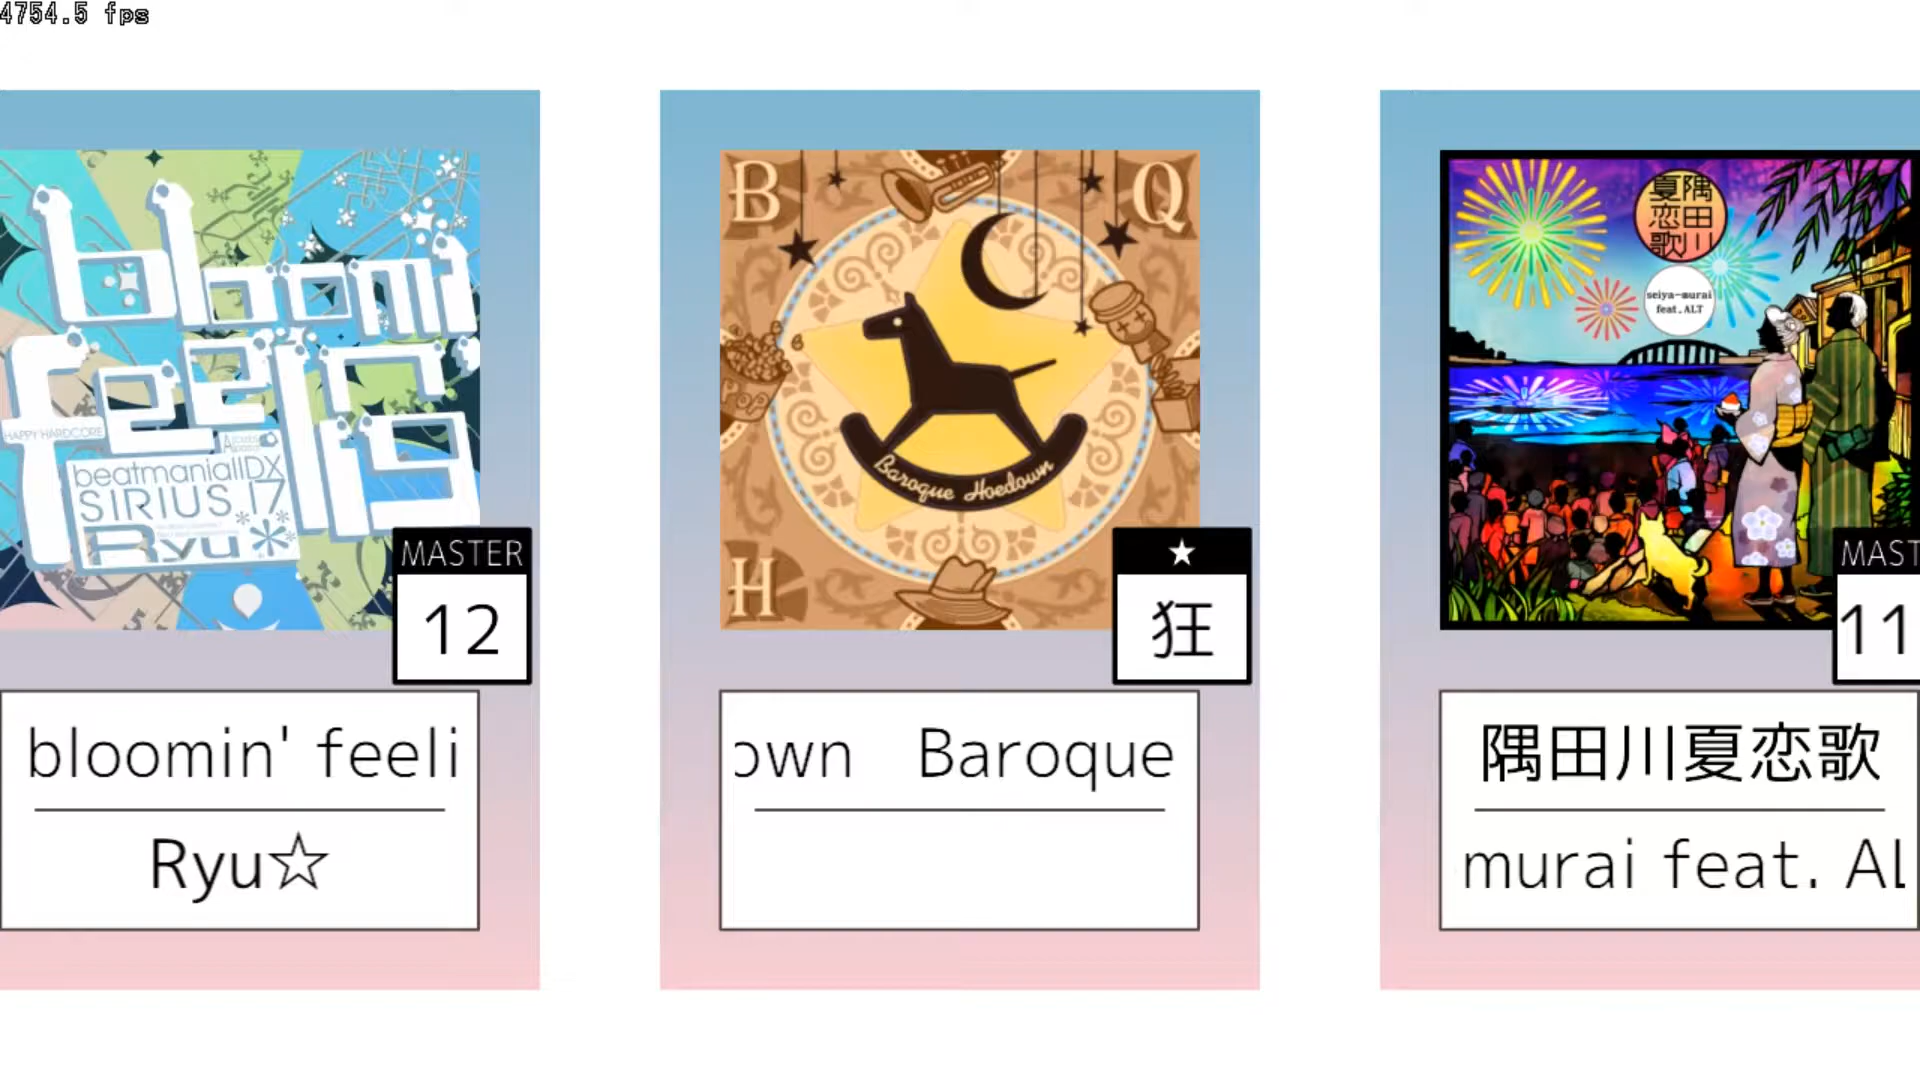 4754.5 fps
bloomin'
feeling
HAPPY HARDCORE
beatmaniaIIDX
SIRIUS 17
Ryu*
MASTER
12
bloomin' feeli
Ryu☆
B
Q
Baroque Hoedown
H
★
狂
own Baroque
隅田川
夏恋歌
seiya-murai
feat.ALT
MAST
11
隅田川夏恋歌
murai feat. AL